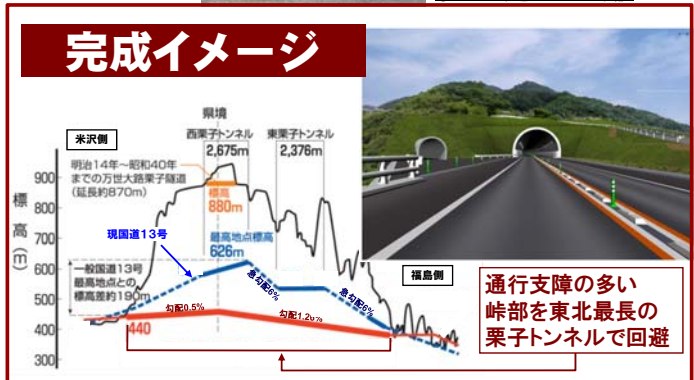 完成イメージ
県境
米沢側
西栗子トンネル
2,675m
東栗子トンネル
2,376m
明治14年～昭和40年
までの万世大路栗子隧道
(延長約870m)
標高
880m
標高(m)
900
800
700
600
500
400
300
現国道13号
最高地点標高
626m
一般国道13号
最高地点との
標高差約190m
急勾配6%
急勾配6%
福島側
勾配0.5%
勾配1.26%
440
通行支障の多い
峠部を東北最長の
栗子トンネルで回避